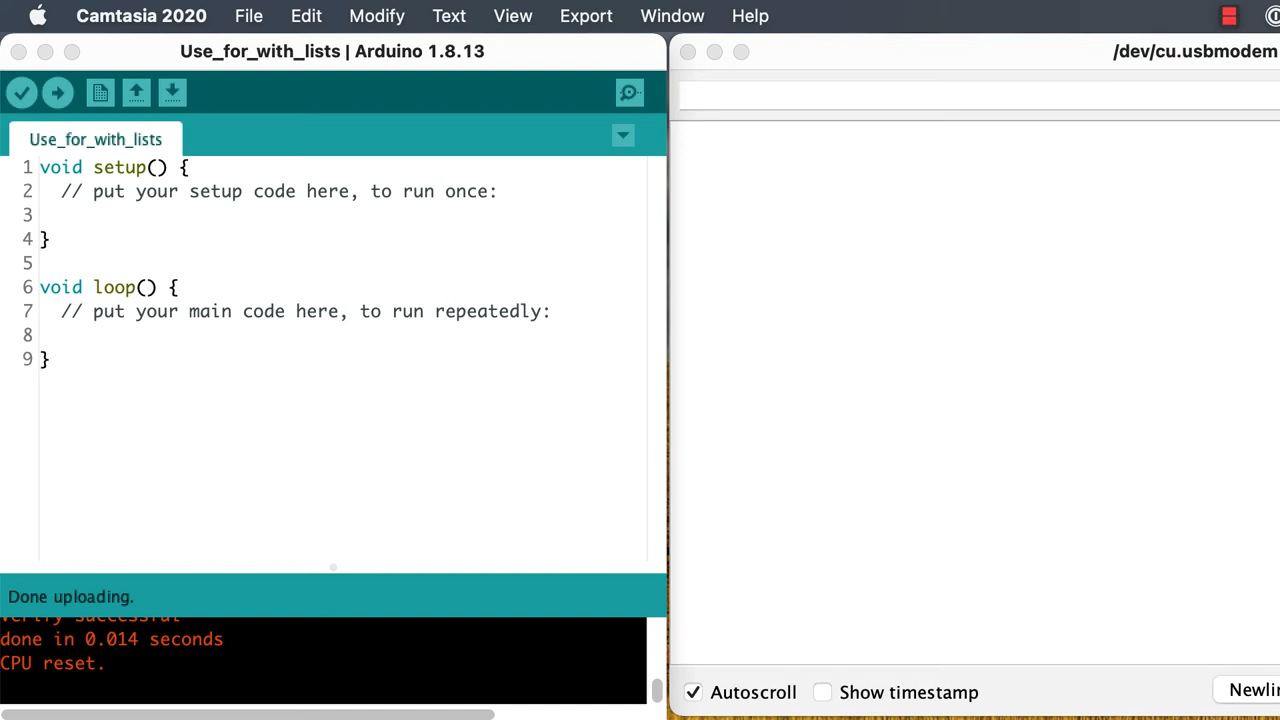 Camtasia 2020 File Edit Modify Text View Export Window Help
Use_for_with_lists | Arduino 1.8.13
/dev/cu.usbmodem
Use_for_with_lists
1 void setup() {
2 // put your setup code here, to run once:
3
4 }
5
6 void loop() {
7 // put your main code here, to run repeatedly:
8
9 }
Done uploading.
Verify successful
done in 0.014 seconds
CPU reset.
Autoscroll Show timestamp